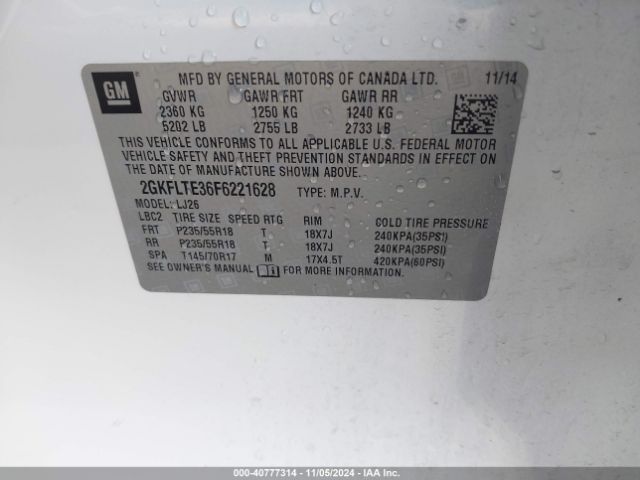 GM
MFD BY GENERAL MOTORS OF CANADA LTD. 11/14
GVWR GAWR FRT GAWR RR
2360 KG 1250 KG 1240 KG
5202 LB 2755 LB 2733 LB
THIS VEHICLE CONFORMS TO ALL APPLICABLE U.S. FEDERAL MOTOR
VEHICLE SAFETY AND THEFT PREVENTION STANDARDS IN EFFECT ON
THE DATE OF MANUFACTURE SHOWN ABOVE.
2GKFLTE36F6221628 TYPE: M.P.V.
MODEL: LJ26
LBC2 TIRE SIZE SPEED RTG RIM COLD TIRE PRESSURE
FRT P235/55R18 T 18X7J 240KPA(35PSI)
RR P235/55R18 T 18X7J 240KPA(35PSI)
SPA T145/70R17 M 17X4.5T 420KPA(60PSI)
SEE OWNER'S MANUAL FOR MORE INFORMATION.
000-40777314 - 11/05/2024 - IAAI.COM